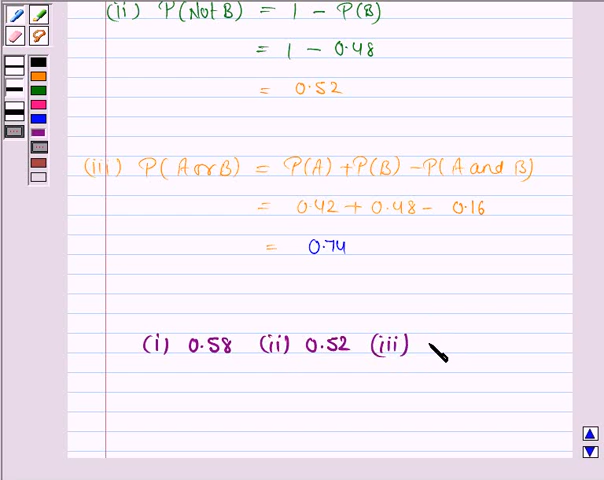 (ii) P(Not B) = 1 - P(B)
= 1 - 0.48
= 0.52
(iii) P(A or B) = P(A) + P(B) - P(A and B)
= 0.42 + 0.48 - 0.16
= 0.74
(i) 0.58 (ii) 0.52 (iii)